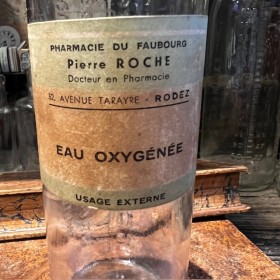 PHARMACIE DU FAUBOURG
Pierre ROCHE
Docteur en Pharmacie
52, AVENUE TARAYRE - RODEZ
EAU OXYGÉNÉE
USAGE EXTERNE